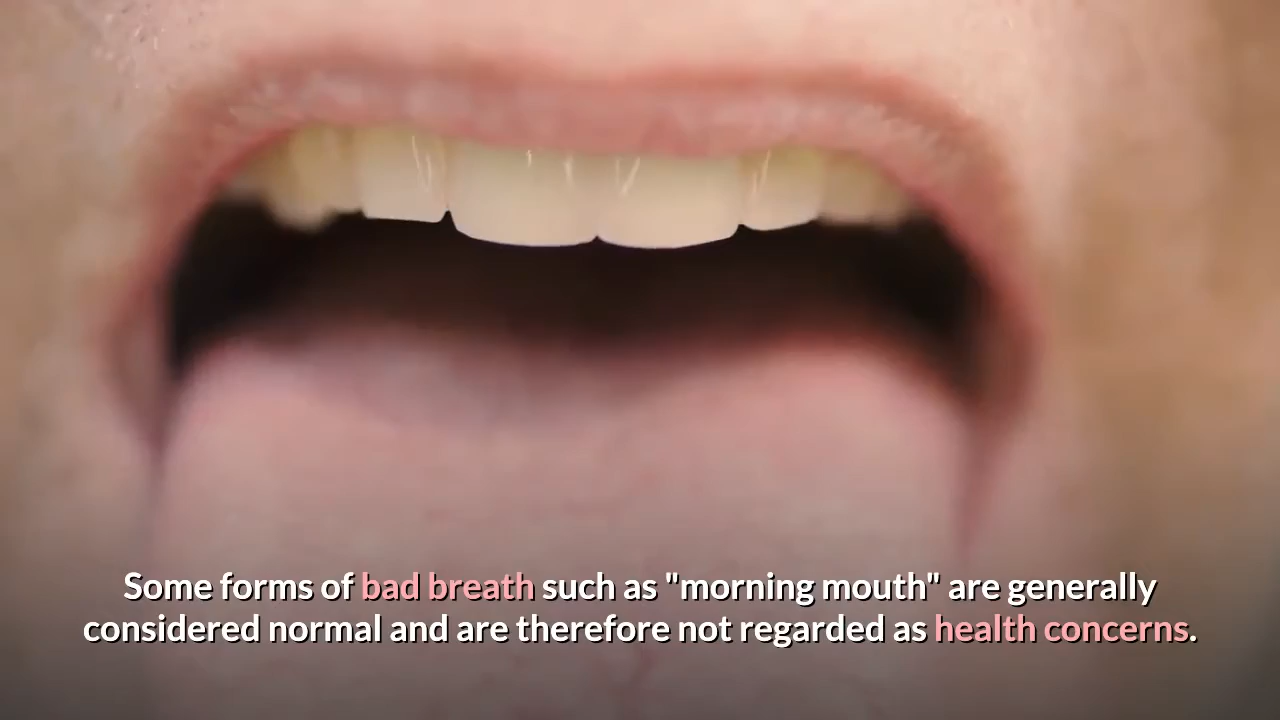 Some forms of bad breath such as "morning mouth" are generally
considered normal and are therefore not regarded as health concerns.